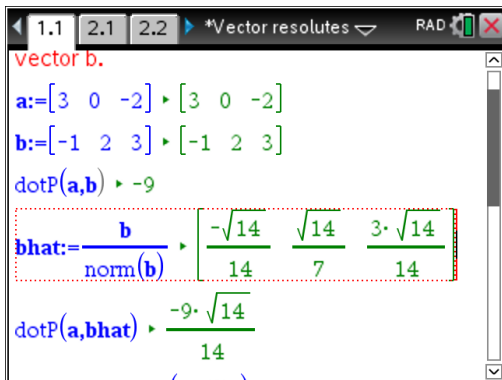 1.1 2.1 2.2 *Vector resolutes RAD
vector b.
a:=[3 0 -2] ▸ [3 0 -2]
b:=[-1 2 3] ▸ [-1 2 3]
dotP(a,b) ▸ -9
bhat:=b/norm(b) ▸ [-√14/14 √14/7 3·√14/14]
dotP(a,bhat) ▸ -9·√14/14